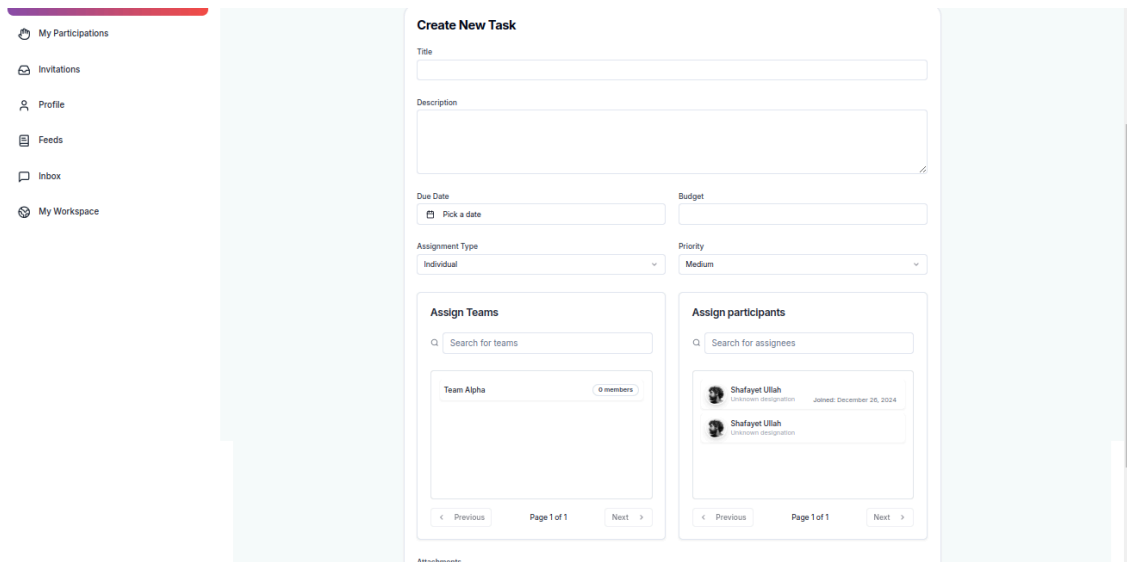 My Participations
Invitations
Profile
Feeds
Inbox
My Workspace
Create New Task
Title
Description
Due Date
Budget
Pick a date
Assignment Type
Priority
Individual
Medium
Assign Teams
Search for teams
Team Alpha
0 members
Previous
Page 1 of 1
Next
Assign participants
Search for assignees
Shafayet Ullah
Unknown designation
Joined: December 26, 2024
Shafayet Ullah
Unknown designation
Previous
Page 1 of 1
Next
Attachments